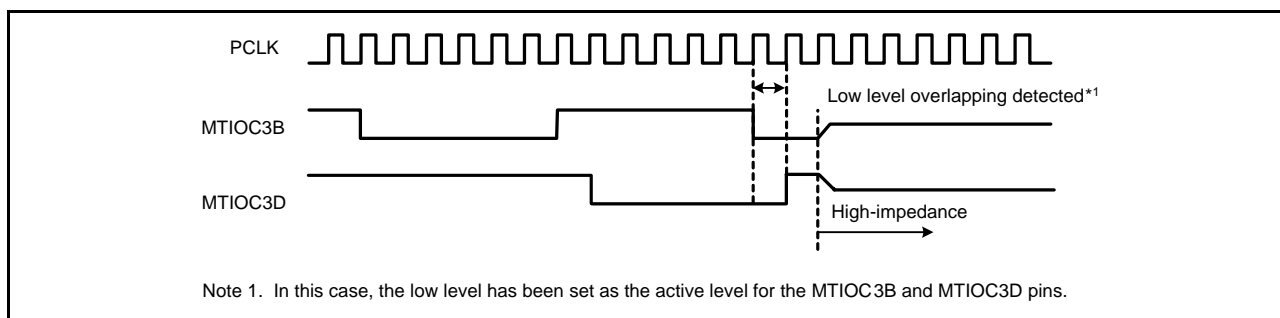 PCLK
Low level overlapping detected*1
MTIOC3B
MTIOC3D
High-impedance
Note 1. In this case, the low level has been set as the active level for the MTIOC3B and MTIOC3D pins.